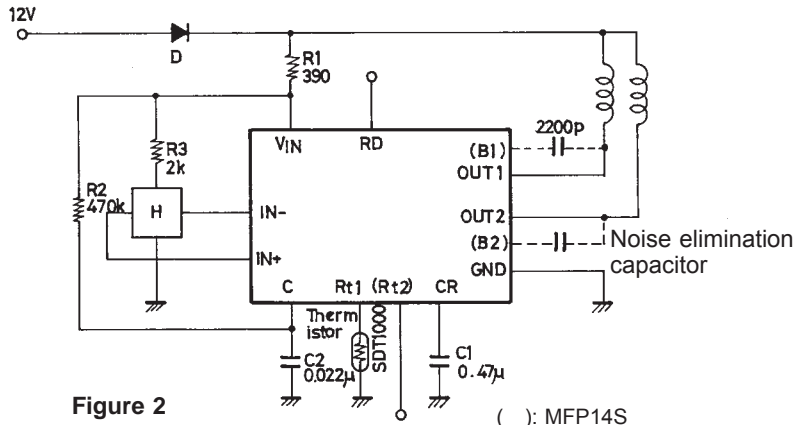 12V
D
R1
390
R3
2k
R2
470k
H
VIN
RD
(B1)
2200p
OUT1
OUT2
(B2)
Noise elimination
capacitor
GND
IN-
IN+
C
Rt1
(Rt2)
CR
Therm
istor
SDT1000
C2
0.022μ
C1
0.47μ
Figure 2
( ): MFP14S